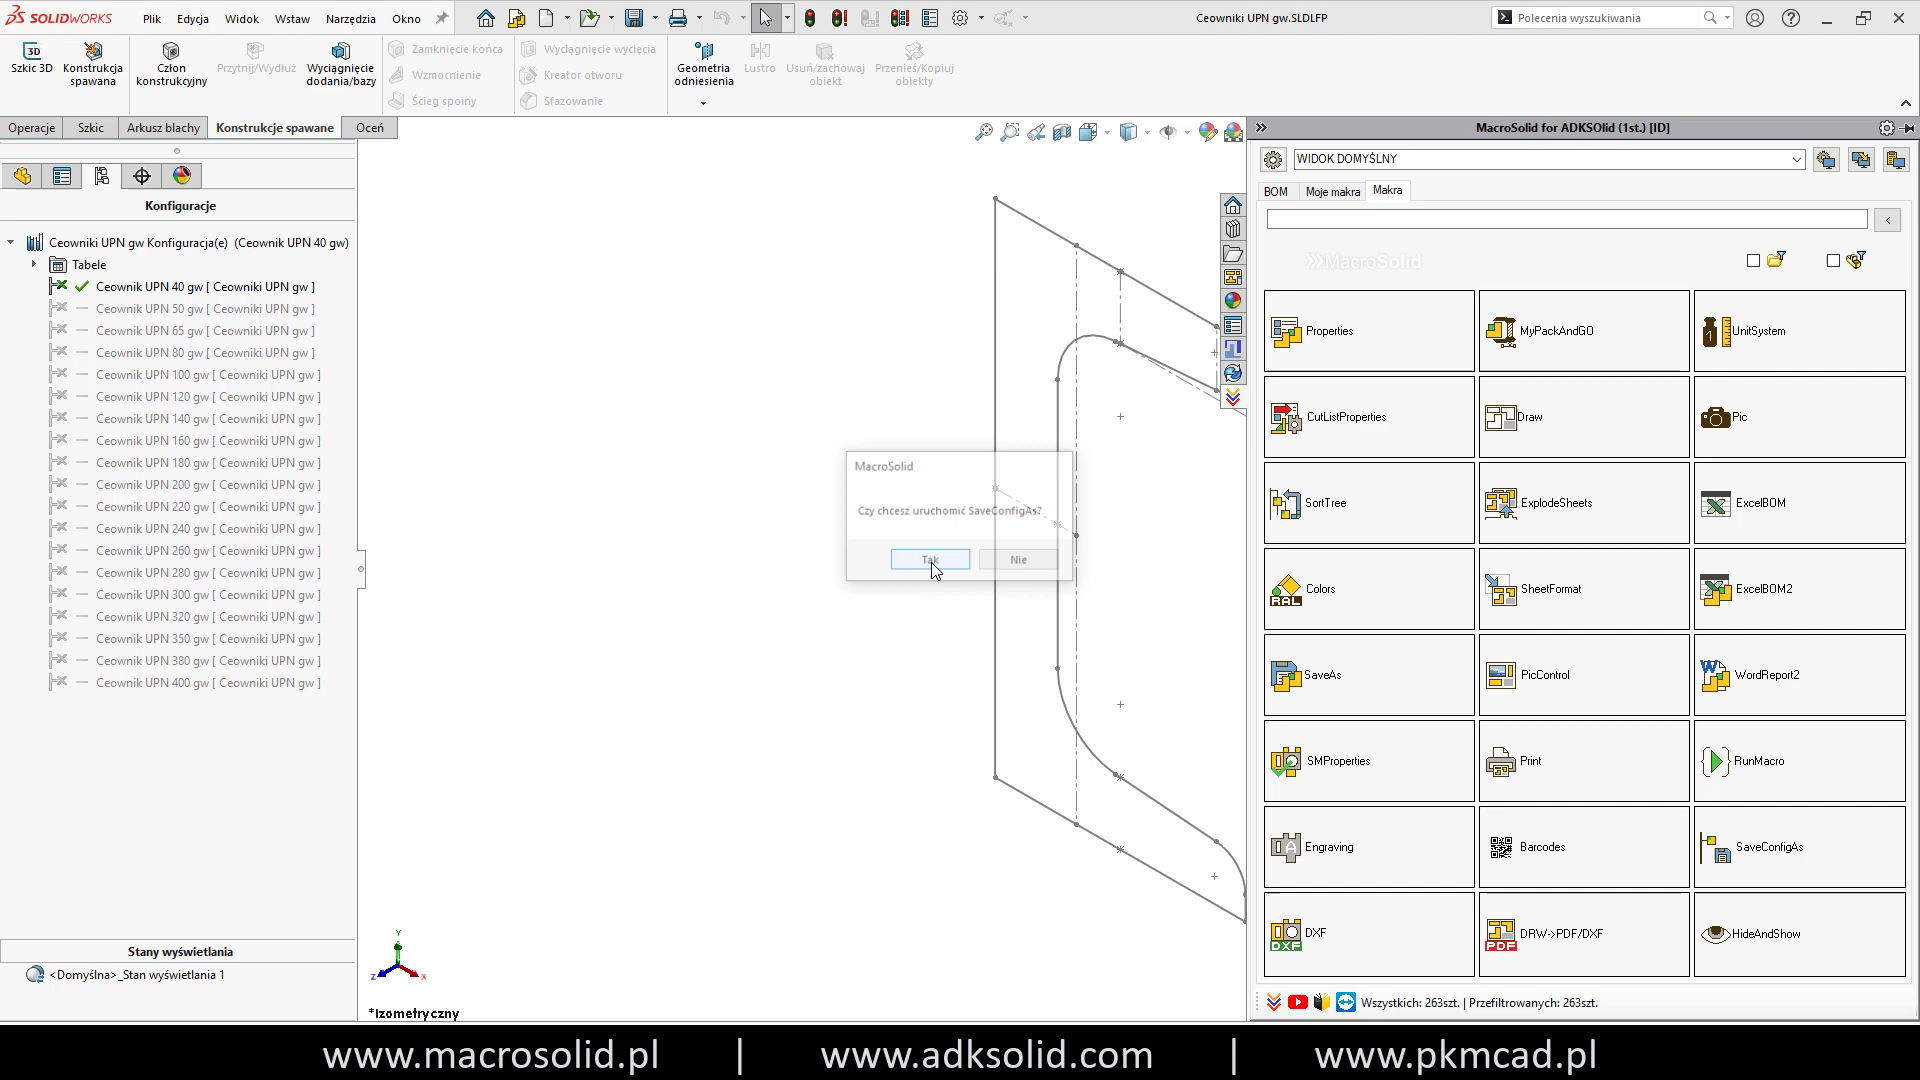 SOLIDWORKS Plik Edycja Widok Wstaw Narzędzia Okno Ceowniki UPN gw.SLDLFP Polecenia wyszukiwania
3D
Szkic 3D
Konstrukcja spawana
Człon konstrukcyjny
Przytnij/Wydłuż
Wyciągnięcie dodania/bazy
Zamknięcie końca
Wzmocnienie
Ścieg spoiny
Wyciągnięcie wycięcia
Kreator otworu
Sfazowanie
Geometria odniesienia
Lustro
Usuń/zachowaj obiekt
Przenieś/Kopiuj obiekty
Operacje Szkic Arkusz blachy Konstrukcje spawane Oceń
Konfiguracje
Ceowniki UPN gw Konfiguracja(e) (Ceownik UPN 40 gw)
Tabele
Ceownik UPN 40 gw [ Ceowniki UPN gw ]
Ceownik UPN 50 gw [ Ceowniki UPN gw ]
Ceownik UPN 65 gw [ Ceowniki UPN gw ]
Ceownik UPN 80 gw [ Ceowniki UPN gw ]
Ceownik UPN 100 gw [ Ceowniki UPN gw ]
Ceownik UPN 120 gw [ Ceowniki UPN gw ]
Ceownik UPN 140 gw [ Ceowniki UPN gw ]
Ceownik UPN 160 gw [ Ceowniki UPN gw ]
Ceownik UPN 180 gw [ Ceowniki UPN gw ]
Ceownik UPN 200 gw [ Ceowniki UPN gw ]
Ceownik UPN 220 gw [ Ceowniki UPN gw ]
Ceownik UPN 240 gw [ Ceowniki UPN gw ]
Ceownik UPN 260 gw [ Ceowniki UPN gw ]
Ceownik UPN 280 gw [ Ceowniki UPN gw ]
Ceownik UPN 300 gw [ Ceowniki UPN gw ]
Ceownik UPN 320 gw [ Ceowniki UPN gw ]
Ceownik UPN 350 gw [ Ceowniki UPN gw ]
Ceownik UPN 380 gw [ Ceowniki UPN gw ]
Ceownik UPN 400 gw [ Ceowniki UPN gw ]
Stany wyświetlania
<Domyślna>_Stan wyświetlania 1
MacroSolid
Czy chcesz uruchomić SaveConfigAs?
Tak Nie
Y
Z X
*Izometryczny
MacroSolid for ADKSOlid (1st.) [ID]
WIDOK DOMYŚLNY
BOM Moje makra Makra
<
MacroSolid
Properties MyPackAndGO UnitSystem
CutListProperties Draw Pic
SortTree ExplodeSheets ExcelBOM
Colors SheetFormat ExcelBOM2
RAL
SaveAs PicControl WordReport2
SMProperties Print RunMacro
Engraving Barcodes SaveConfigAs
DXF DRW->PDF/DXF HideAndShow
DXF PDF
Wszystkich: 263szt. | Przefiltrowanych: 263szt.
www.macrosolid.pl | www.adksolid.com | www.pkmcad.pl